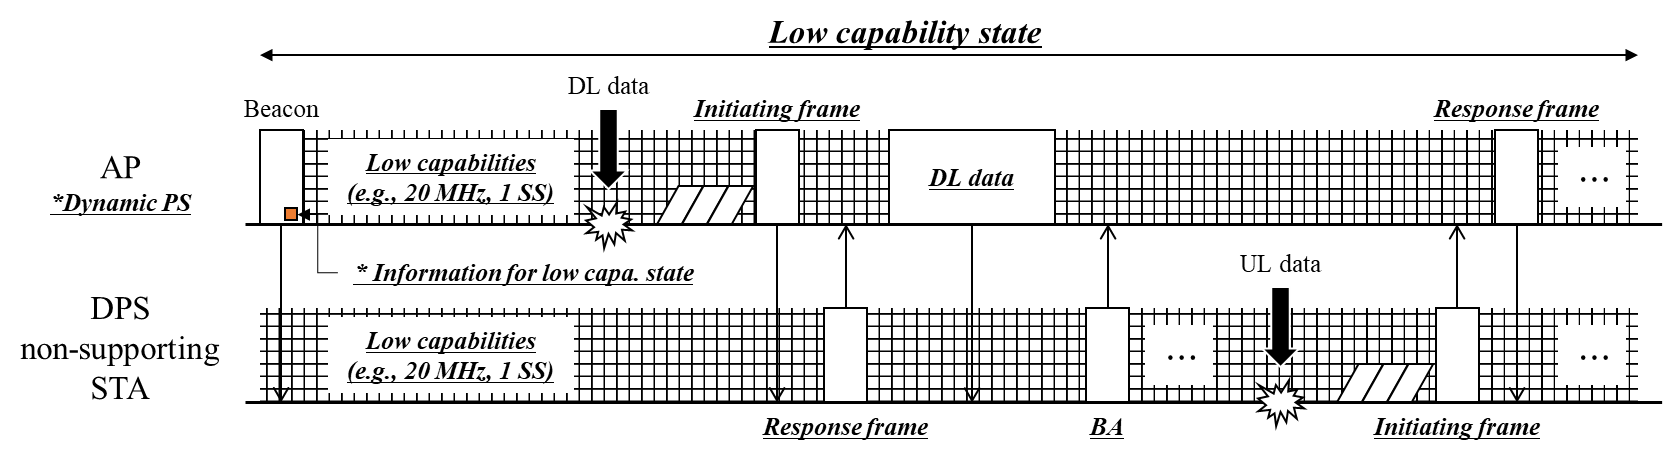 Low capability state
DL data
Beacon
Initiating frame
Response frame
AP
*Dynamic PS
Low capabilities
(e.g., 20 MHz, 1 SS)
DL data
...
* Information for low capa. state
UL data
DPS
non-supporting
STA
Low capabilities
(e.g., 20 MHz, 1 SS)
...
...
Response frame
BA
Initiating frame